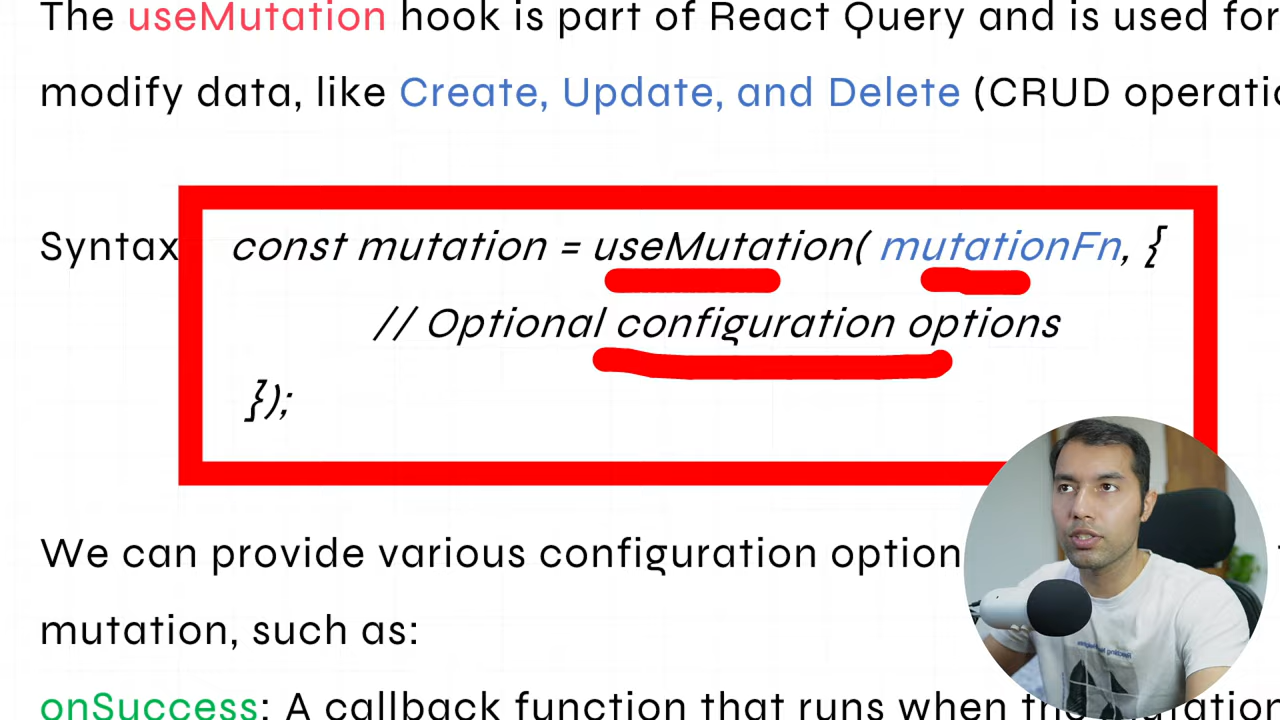 The useMutation hook is part of React Query and is used for
modify data, like Create, Update, and Delete (CRUD
Syntax const mutation = useMutation( mutationFn, {
// Optional configuration options
});
We can provide various configuration
mutation, such as:
onSuccess: A callback function that runs when